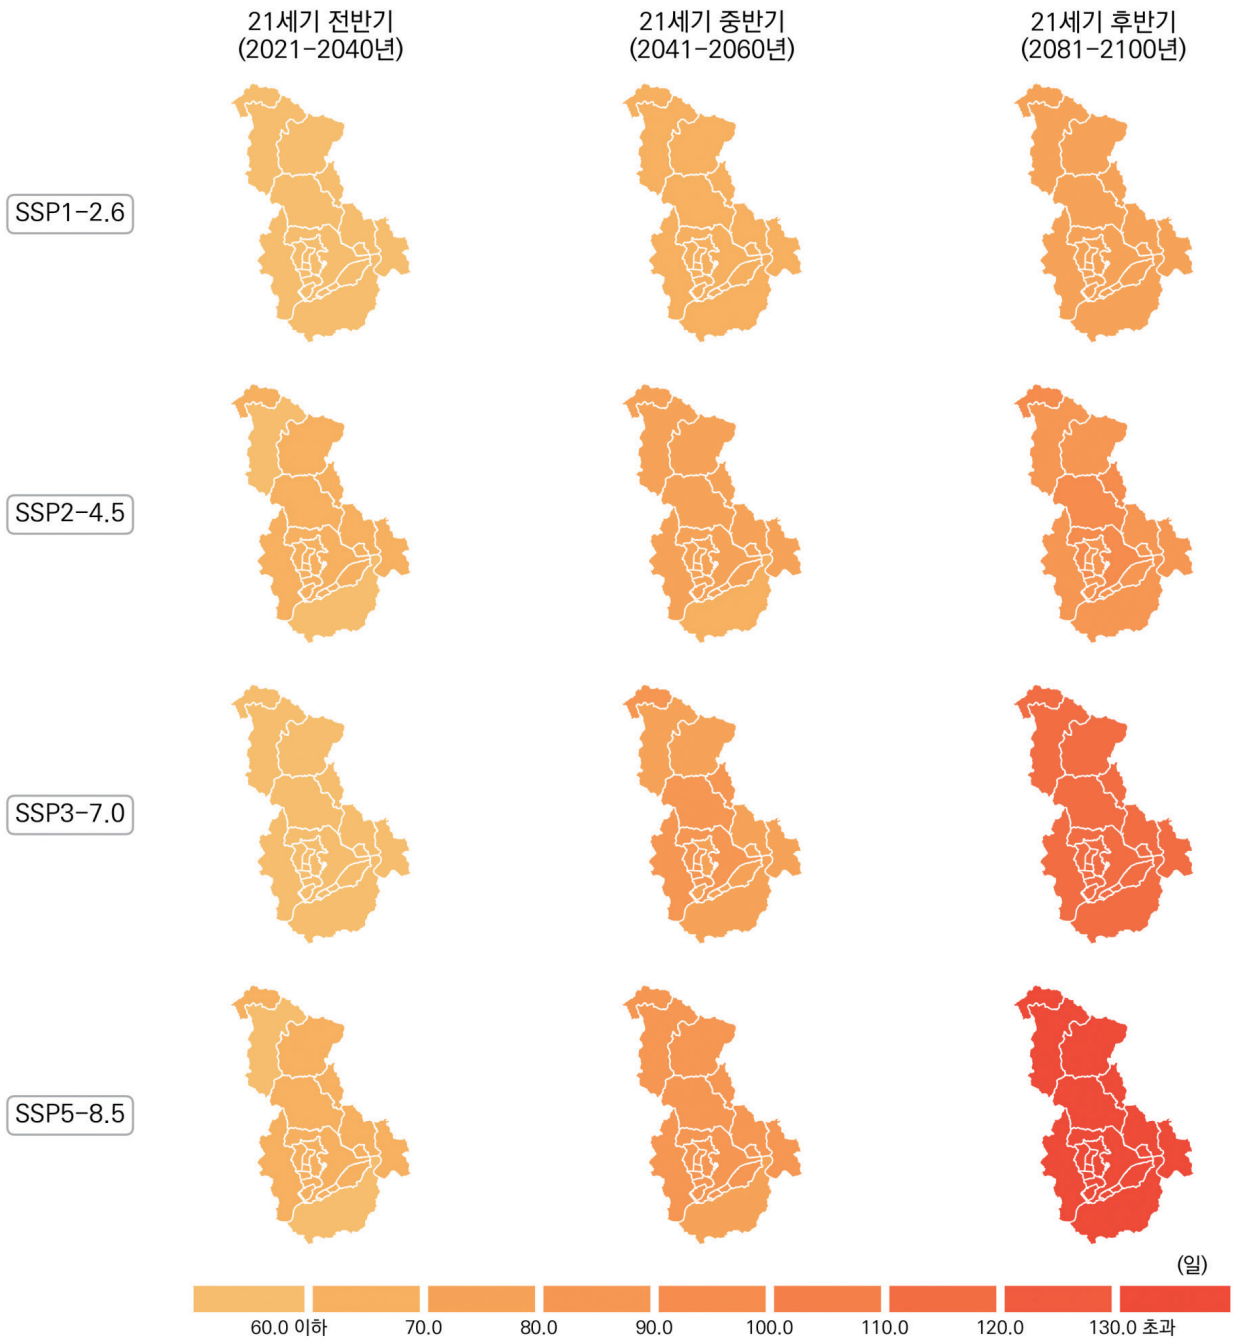 21세기 전반기
(2021-2040년)
21세기 중반기
(2041-2060년)
21세기 후반기
(2081-2100년)
SSP1-2.6
SSP2-4.5
SSP3-7.0
SSP5-8.5
(일)
60.0 이하 70.0 80.0 90.0 100.0 110.0 120.0 130.0 초과